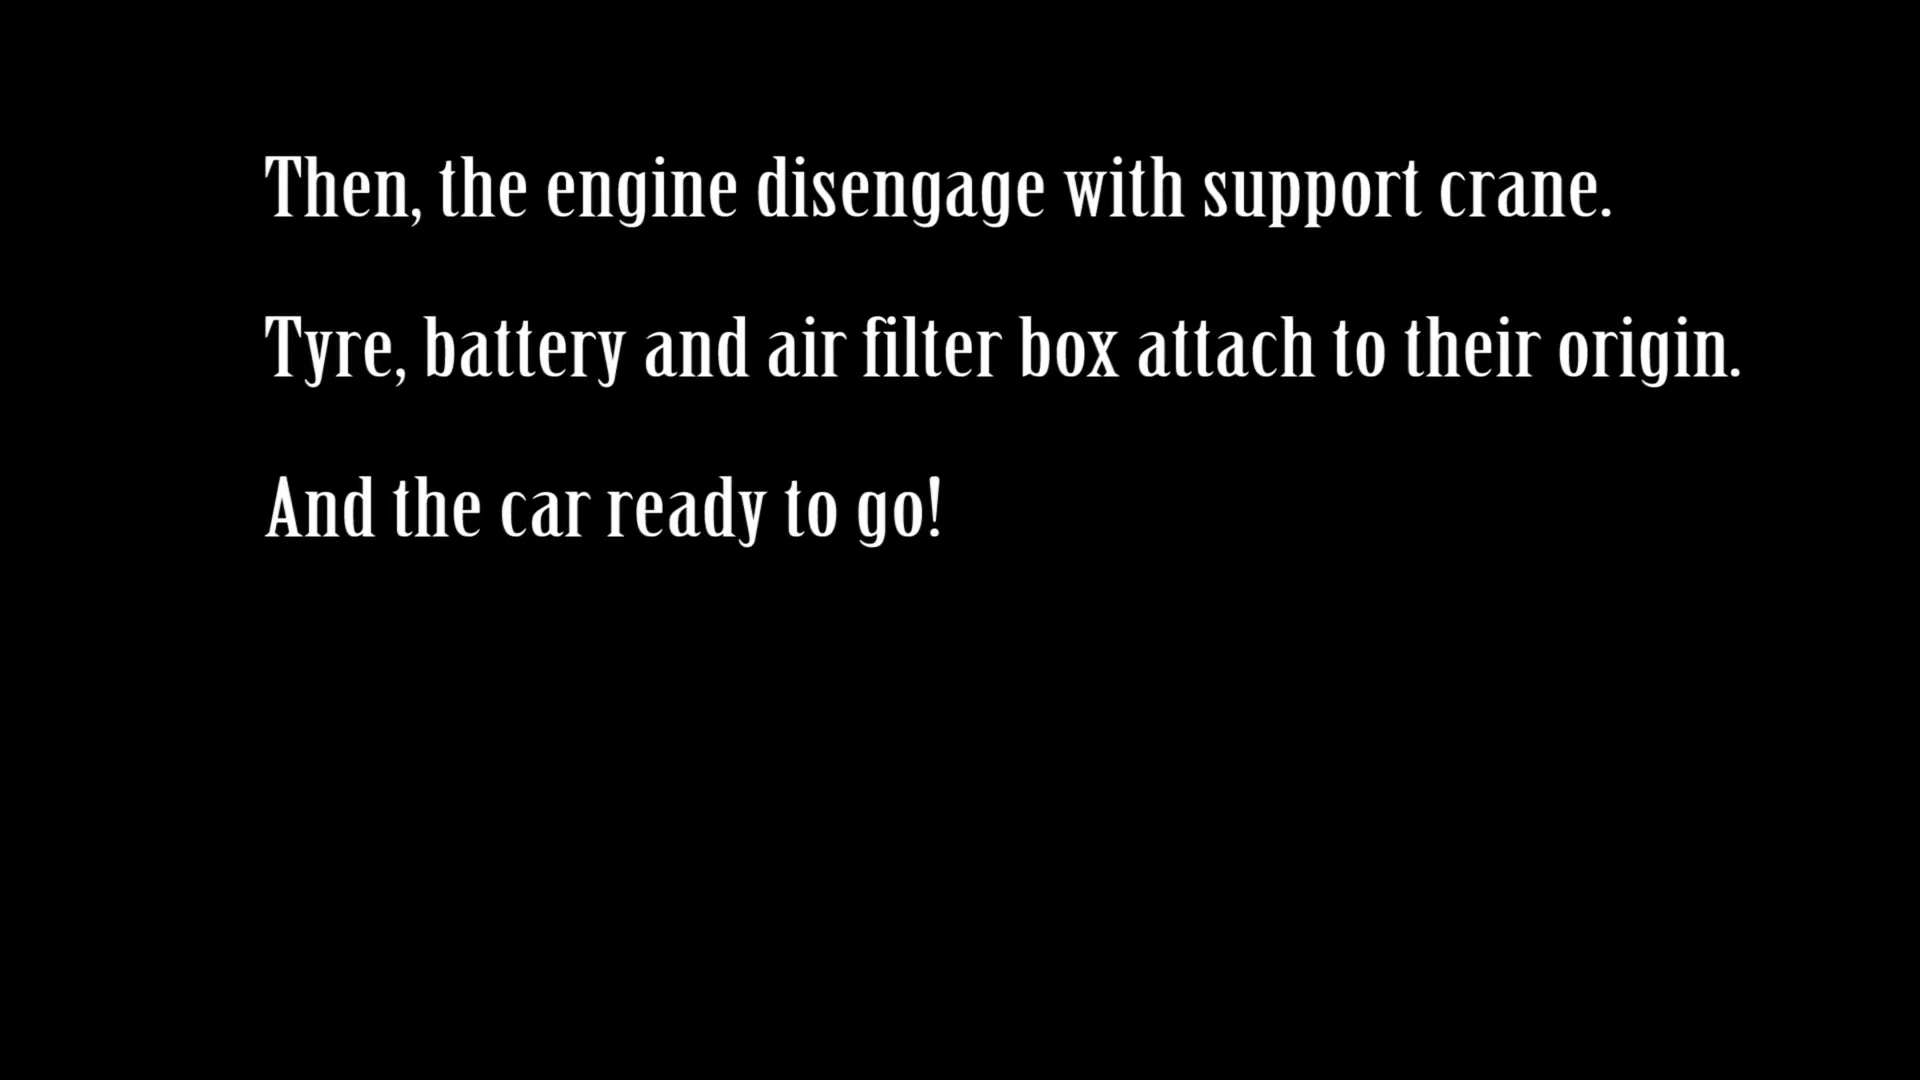 Then, the engine disengage with support crane.
Tyre, battery and air filter box attach to their origin.
And the car ready to go!